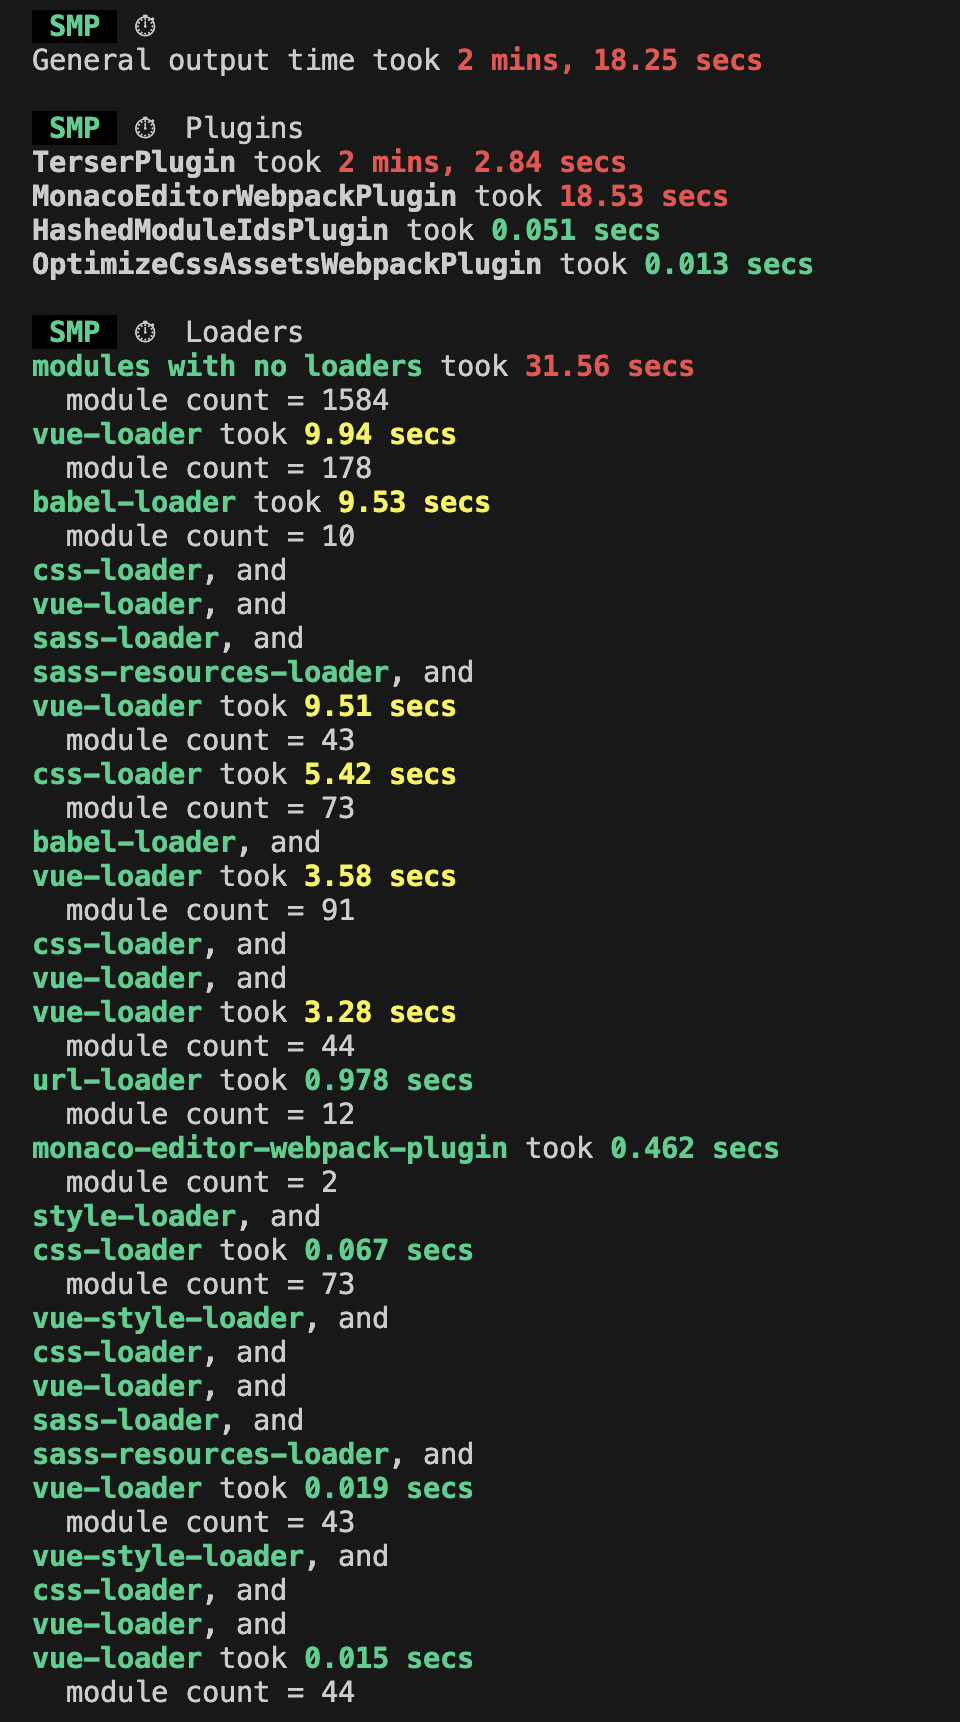 SMP ⏱
General output time took 2 mins, 18.25 secs
SMP ⏱ Plugins
TerserPlugin took 2 mins, 2.84 secs
MonacoEditorWebpackPlugin took 18.53 secs
HashedModuleIdsPlugin took 0.051 secs
OptimizeCssAssetsWebpackPlugin took 0.013 secs
SMP ⏱ Loaders
modules with no loaders took 31.56 secs
module count = 1584
vue-loader took 9.94 secs
module count = 178
babel-loader took 9.53 secs
module count = 10
css-loader, and
vue-loader, and
sass-loader, and
sass-resources-loader, and
vue-loader took 9.51 secs
module count = 43
css-loader took 5.42 secs
module count = 73
babel-loader, and
vue-loader took 3.58 secs
module count = 91
css-loader, and
vue-loader, and
vue-loader took 3.28 secs
module count = 44
url-loader took 0.978 secs
module count = 12
monaco-editor-webpack-plugin took 0.462 secs
module count = 2
style-loader, and
css-loader took 0.067 secs
module count = 73
vue-style-loader, and
css-loader, and
vue-loader, and
sass-loader, and
sass-resources-loader, and
vue-loader took 0.019 secs
module count = 43
vue-style-loader, and
css-loader, and
vue-loader, and
vue-loader took 0.015 secs
module count = 44